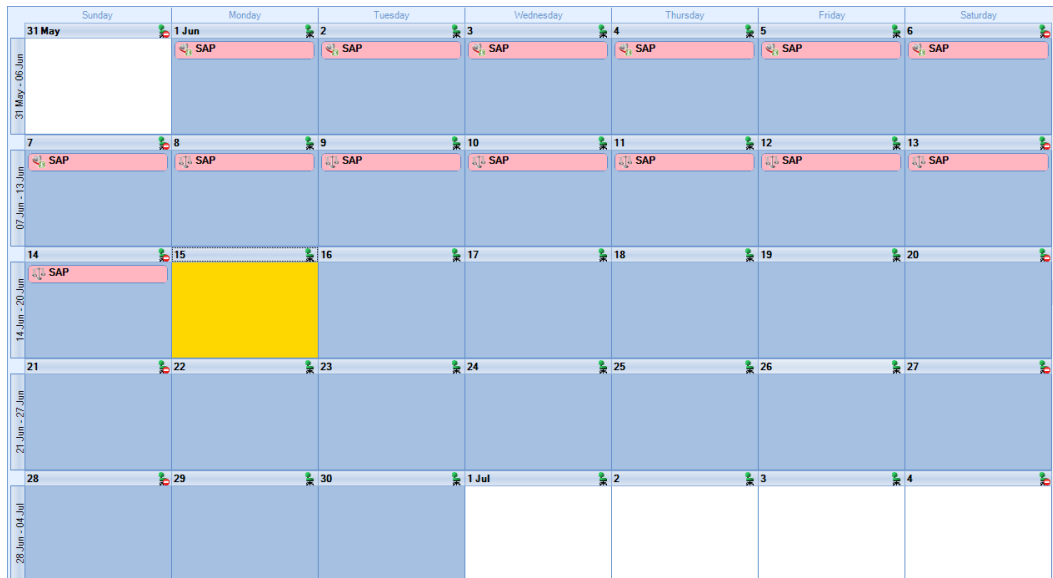 Sunday Monday Tuesday Wednesday Thursday Friday Saturday
31 May 1 Jun 2 3 4 5 6
31 May - 06 Jun
SAP SAP SAP SAP SAP SAP
7 8 9 10 11 12 13
07 Jun - 13 Jun
SAP SAP SAP SAP SAP SAP SAP
14 15 16 17 18 19 20
14 Jun - 20 Jun
SAP
21 22 23 24 25 26 27
21 Jun - 27 Jun
28 29 30 1 Jul 2 3 4
28 Jun - 04 Jul